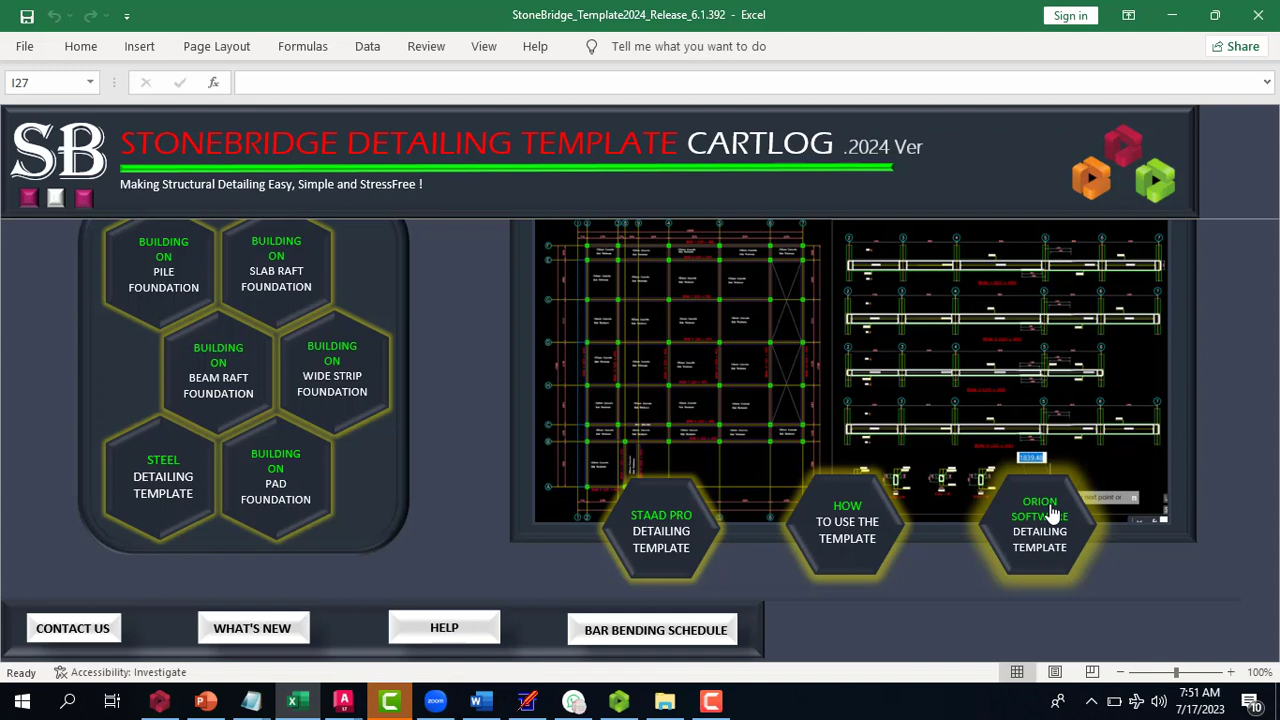 StoneBridge_Template2024_Release_6.1.392 - Excel
Sign in
File Home Insert Page Layout Formulas Data Review View Help Tell me what you want to do Share
I27
fx
SB
STONEBRIDGE DETAILING TEMPLATE CARTLOG .2024 Ver
Making Structural Detailing Easy, Simple and StressFree !
BUILDING
ON
PILE
FOUNDATION
BUILDING
ON
SLAB RAFT
FOUNDATION
BUILDING
ON
BEAM RAFT
FOUNDATION
BUILDING
ON
WIDE STRIP
FOUNDATION
STEEL
DETAILING
TEMPLATE
BUILDING
ON
PAD
FOUNDATION
STAAD PRO
DETAILING
TEMPLATE
HOW
TO USE THE
TEMPLATE
ORION
SOFTWARE
DETAILING
TEMPLATE
next point or
CONTACT US
WHAT'S NEW
HELP
BAR BENDING SCHEDULE
Ready
Accessibility: Investigate
100%
7:51 AM
7/17/2023
10